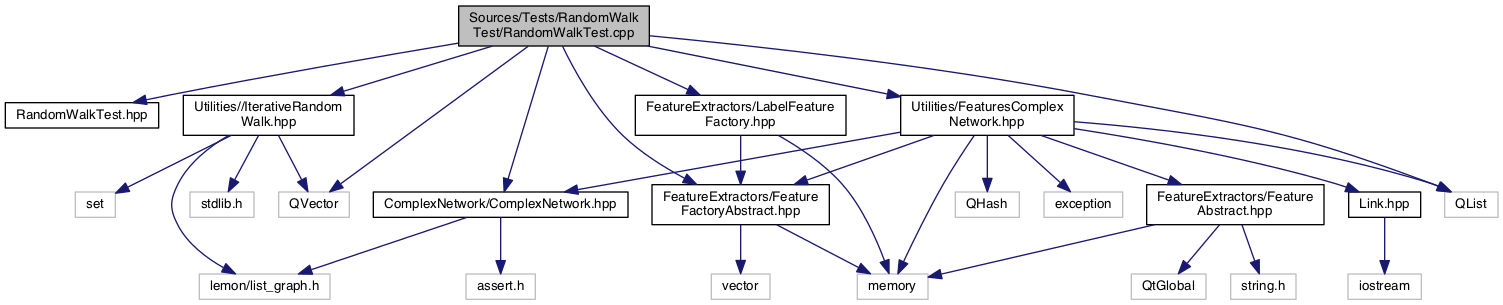 Sources/Tests/RandomWalk
Test/RandomWalkTest.cpp
RandomWalkTest.hpp
Utilities//IterativeRandom
Walk.hpp
FeatureExtractors/LabelFeature
Factory.hpp
Utilities/FeaturesComplex
Network.hpp
set
stdlib.h
QVector
ComplexNetwork/ComplexNetwork.hpp
FeatureExtractors/Feature
FactoryAbstract.hpp
QHash
exception
FeatureExtractors/Feature
Abstract.hpp
Link.hpp
QList
lemon/list_graph.h
assert.h
vector
memory
QtGlobal
string.h
iostream